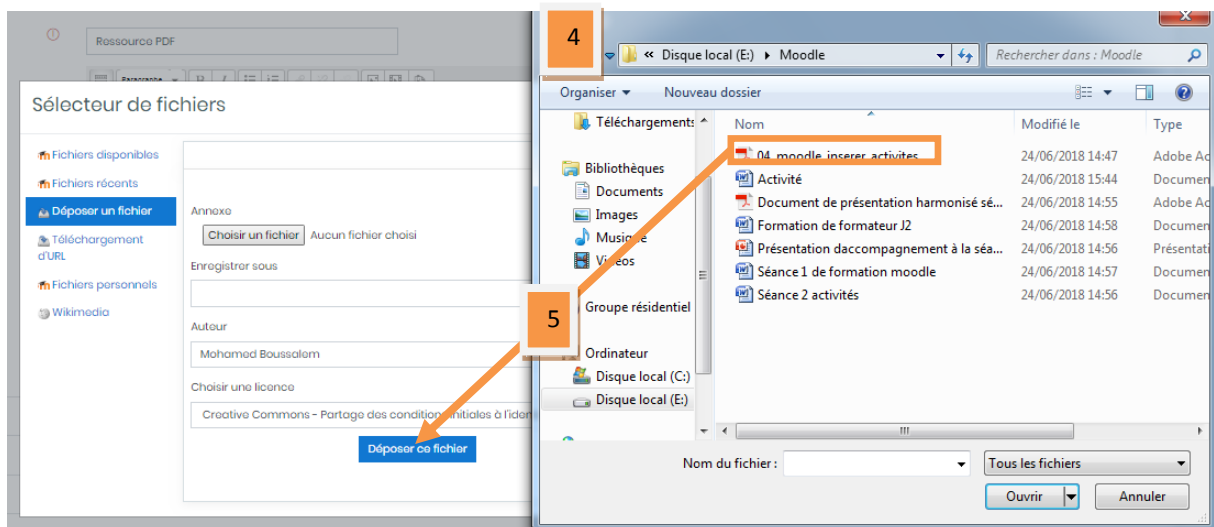 Ressource PDF
Paragraphe
Sélecteur de fichiers
Fichiers disponibles
Fichiers récents
Déposer un fichier
Téléchargement
d'URL
Fichiers personnels
Wikimedia
Annexe
Choisir un fichier Aucun fichier choisi
Enregistrer sous
Auteur
Mohamed Boussalem
Choisir une licence
Creative Commons - Partage des conditions initiales à l'iden
Déposer ce fichier
4
5
« Disque local (E:) Moodle
Rechercher dans : Moodle
Organiser Nouveau dossier
Téléchargements
Bibliothèques
Documents
Images
Musique
Vidéos
Groupe résidentiel
Ordinateur
Disque local (C:)
Disque local (E:)
Nom Modifié le Type
04_moodle_inserer_activites 24/06/2018 14:47 Adobe Ac
Activité 24/06/2018 15:44 Documen
Document de présentation harmonisé sé... 24/06/2018 14:55 Adobe Ac
Formation de formateur J2 24/06/2018 14:58 Documen
Présentation daccompagnement à la séa... 24/06/2018 14:56 Présentati
Séance 1 de formation moodle 24/06/2018 14:57 Documen
Séance 2 activités 24/06/2018 14:56 Documen
Nom du fichier : Tous les fichiers
Ouvrir Annuler